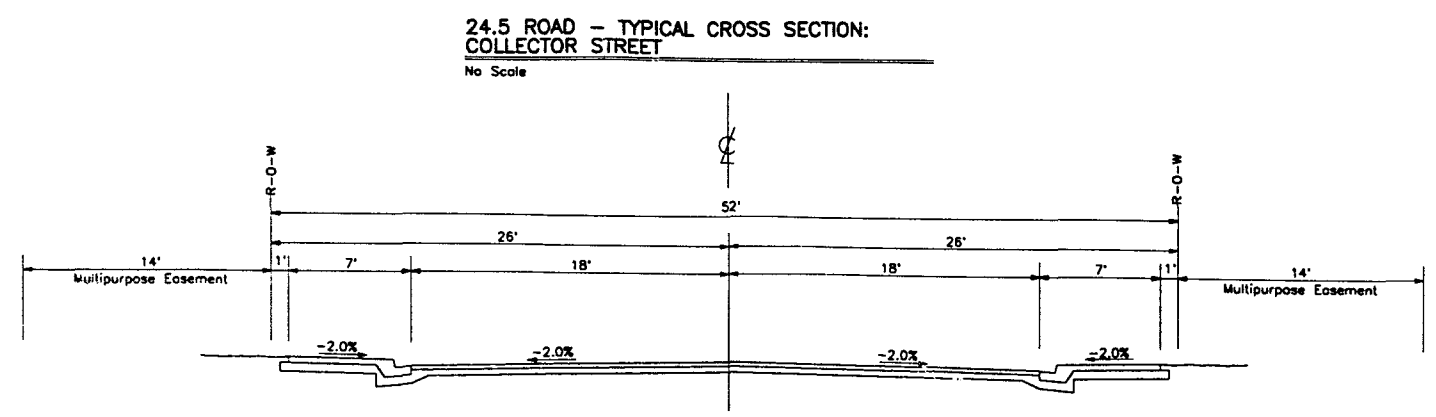 24.5 ROAD – TYPICAL CROSS SECTION:
COLLECTOR STREET
No Scale
℄
R-O-W
R-O-W
52'
26'
26'
14'
1'
7'
18'
18'
7'
1'
14'
Multipurpose Easement
Multipurpose Easement
-2.0%
-2.0%
-2.0%
-2.0%